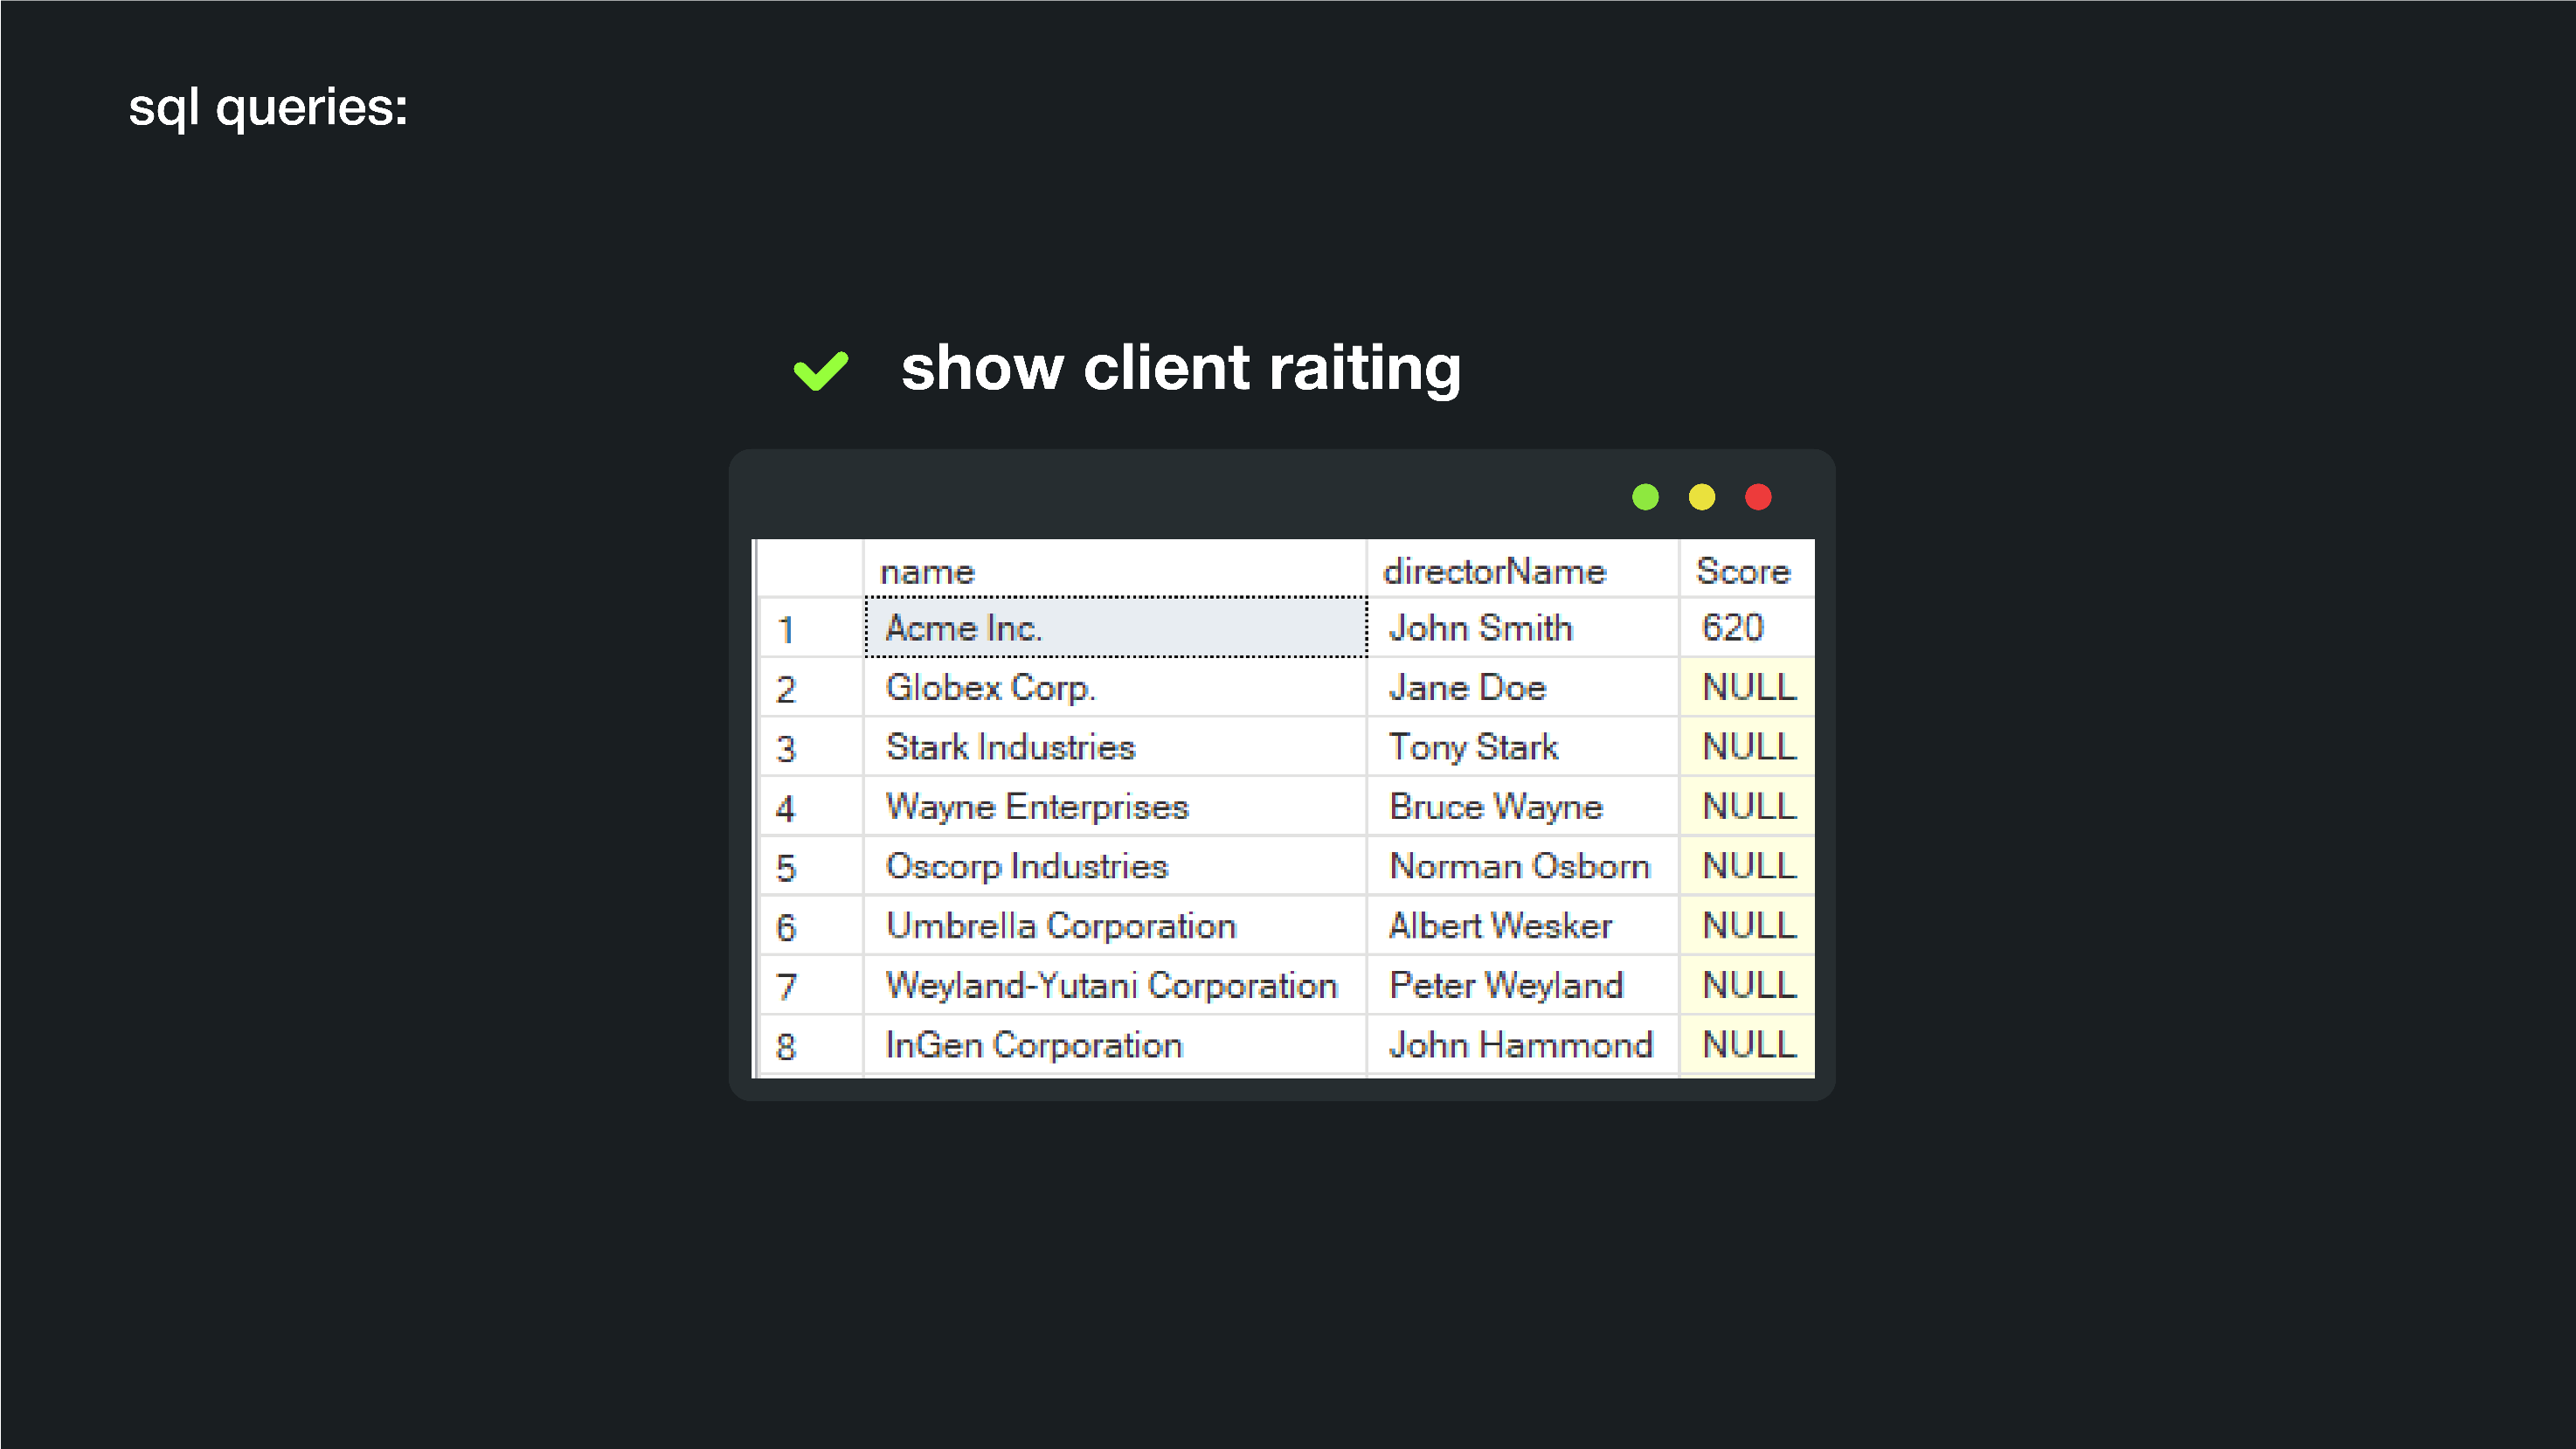 sql queries:
show client raiting
name directorName Score
1 Acme Inc. John Smith 620
2 Globex Corp. Jane Doe NULL
3 Stark Industries Tony Stark NULL
4 Wayne Enterprises Bruce Wayne NULL
5 Oscorp Industries Norman Osborn NULL
6 Umbrella Corporation Albert Wesker NULL
7 Weyland-Yutani Corporation Peter Weyland NULL
8 InGen Corporation John Hammond NULL